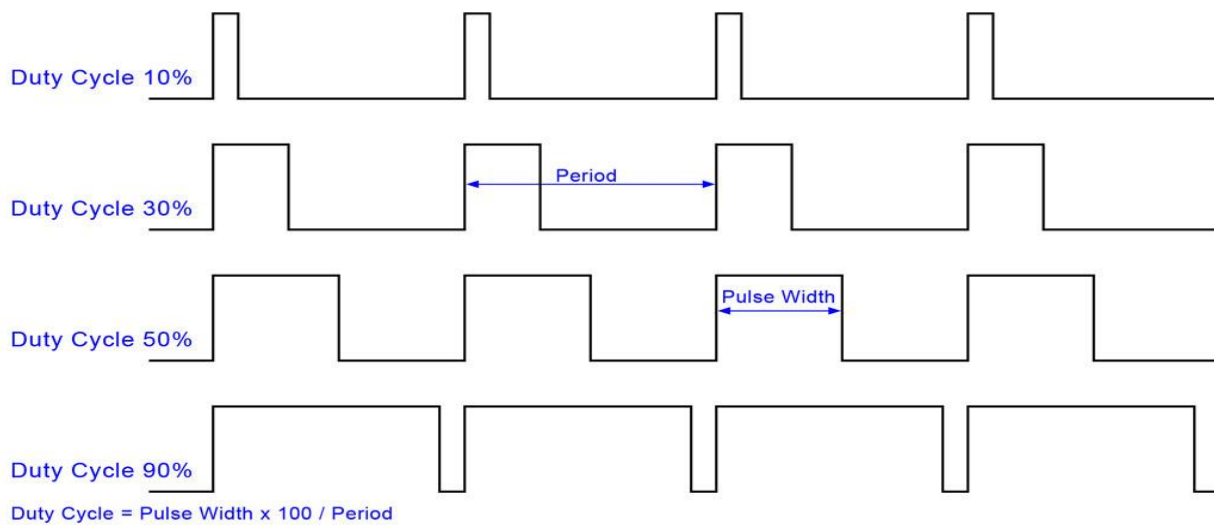 Duty Cycle 10%
Duty Cycle 30%
Period
Duty Cycle 50%
Pulse Width
Duty Cycle 90%
Duty Cycle = Pulse Width x 100 / Period